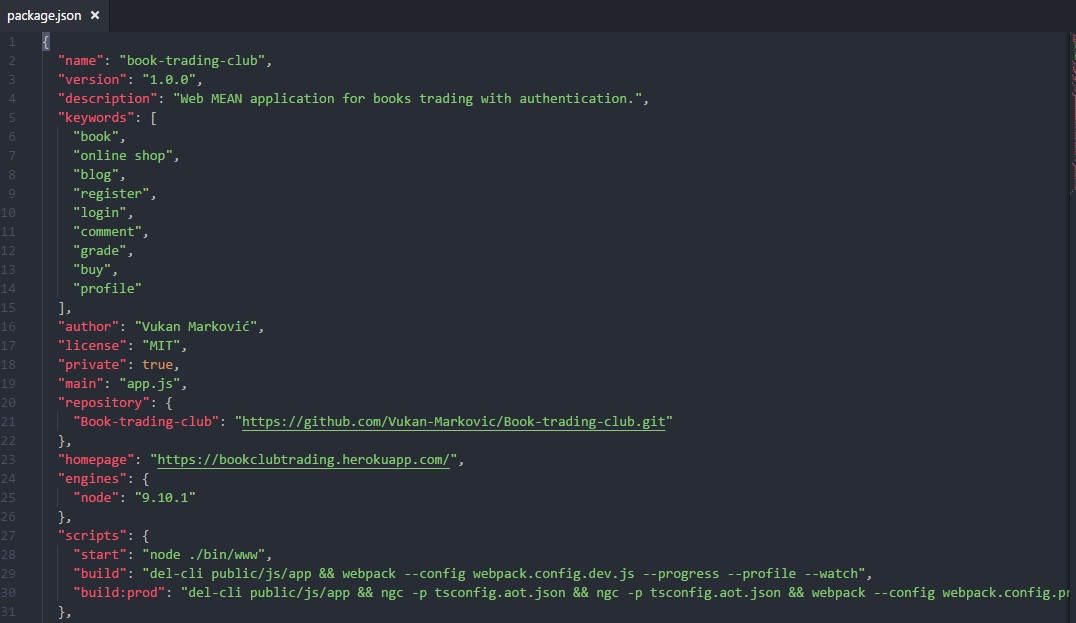 package.json ×
1 {
2 "name": "book-trading-club",
3 "version": "1.0.0",
4 "description": "Web MEAN application for books trading with authentication.",
5 "keywords": [
6 "book",
7 "online shop",
8 "blog",
9 "register",
10 "login",
11 "comment",
12 "grade",
13 "buy",
14 "profile"
15 ],
16 "author": "Vukan Marković",
17 "license": "MIT",
18 "private": true,
19 "main": "app.js",
20 "repository": {
21 "Book-trading-club": "https://github.com/Vukan-Markovic/Book-trading-club.git"
22 },
23 "homepage": "https://bookclubtrading.herokuapp.com/",
24 "engines": {
25 "node": "9.10.1"
26 },
27 "scripts": {
28 "start": "node ./bin/www",
29 "build": "del-cli public/js/app && webpack --config webpack.config.dev.js --progress --profile --watch",
30 "build:prod": "del-cli public/js/app && ngc -p tsconfig.aot.json && ngc -p tsconfig.aot.json && webpack --config webpack.config.pr
31 },